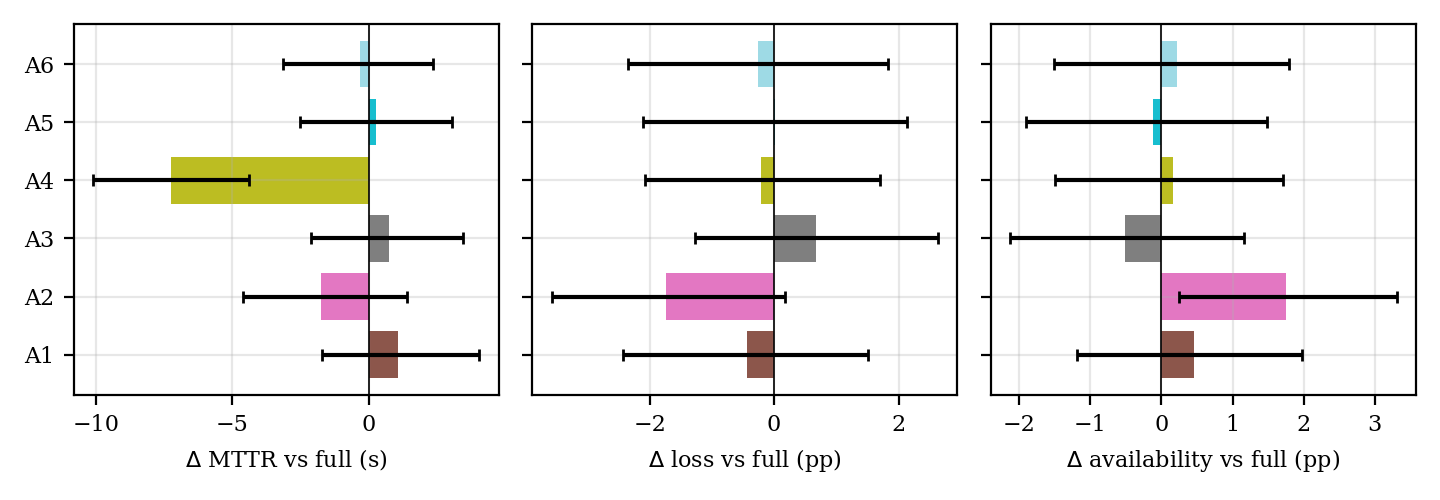 A6
A5
A4
A3
A2
A1
−10 −5 0
−2 0 2
−2 −1 0 1 2 3
Δ MTTR vs full (s)
Δ loss vs full (pp)
Δ availability vs full (pp)